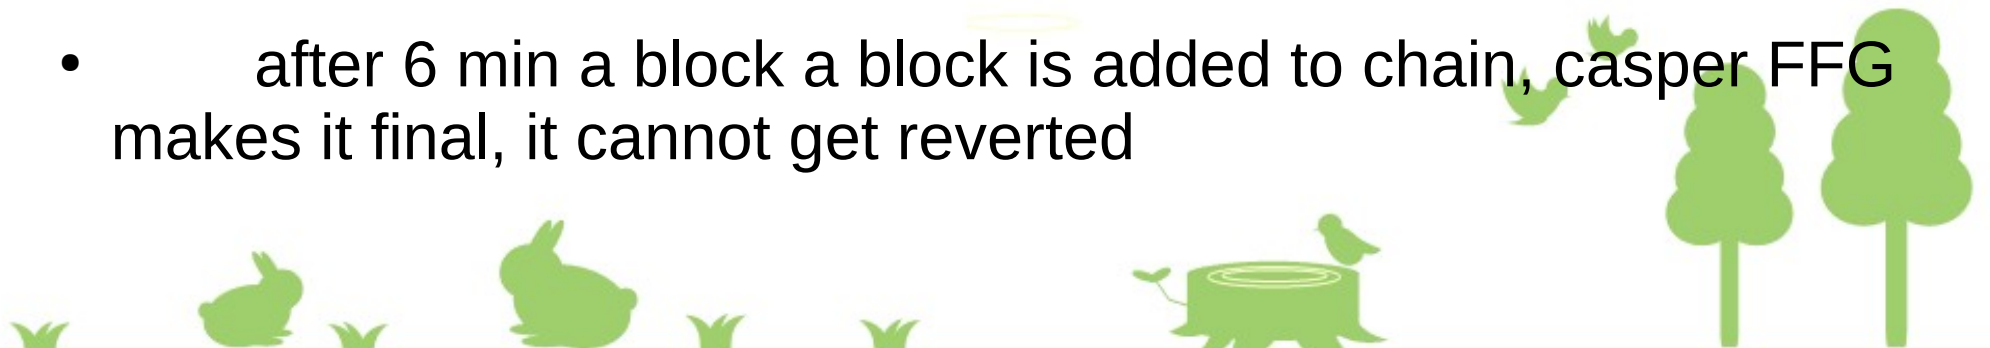 • after 6 min a block a block is added to chain, casper FFG
makes it final, it cannot get reverted